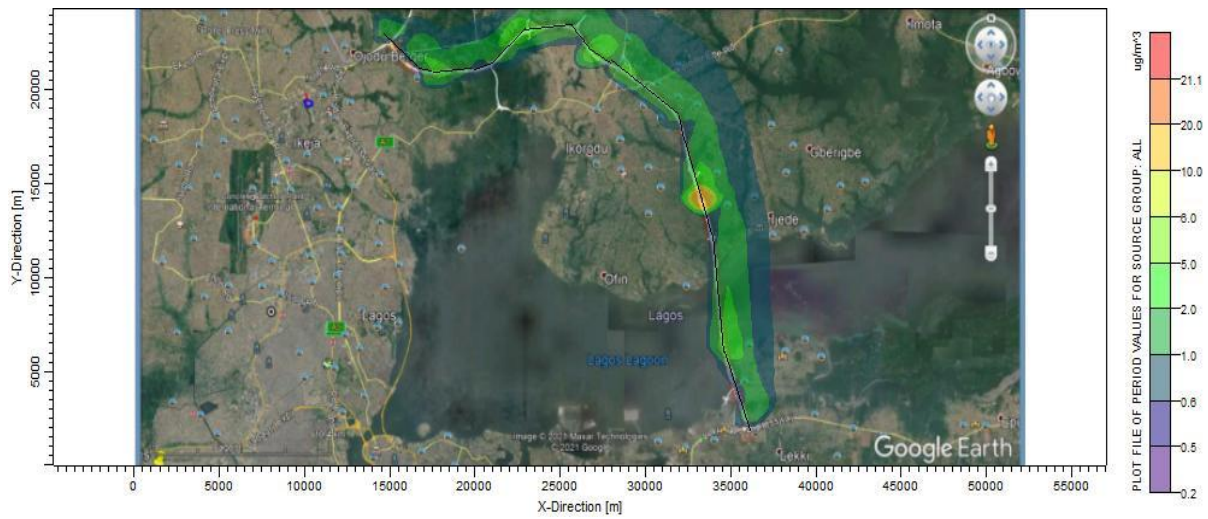 Imota
Ojodu Berger
Agbowa
Ikeja
Ikorodu
Gberigbe
Ijede
Ofin
Lagos
Lagos
Lagos Lagoon
Image © 2021 Maxar Technologies
© 2021 Google
Google Earth
Lekki
Y-Direction [m]
20000
15000
10000
5000
0
5000
10000
15000
20000
25000
30000
35000
40000
45000
50000
55000
X-Direction [m]
PLOT FILE OF PERIOD VALUES FOR SOURCE GROUP: ALL
ug/m^3
21.1
20.0
10.0
6.0
5.0
2.0
1.0
0.6
0.5
0.2